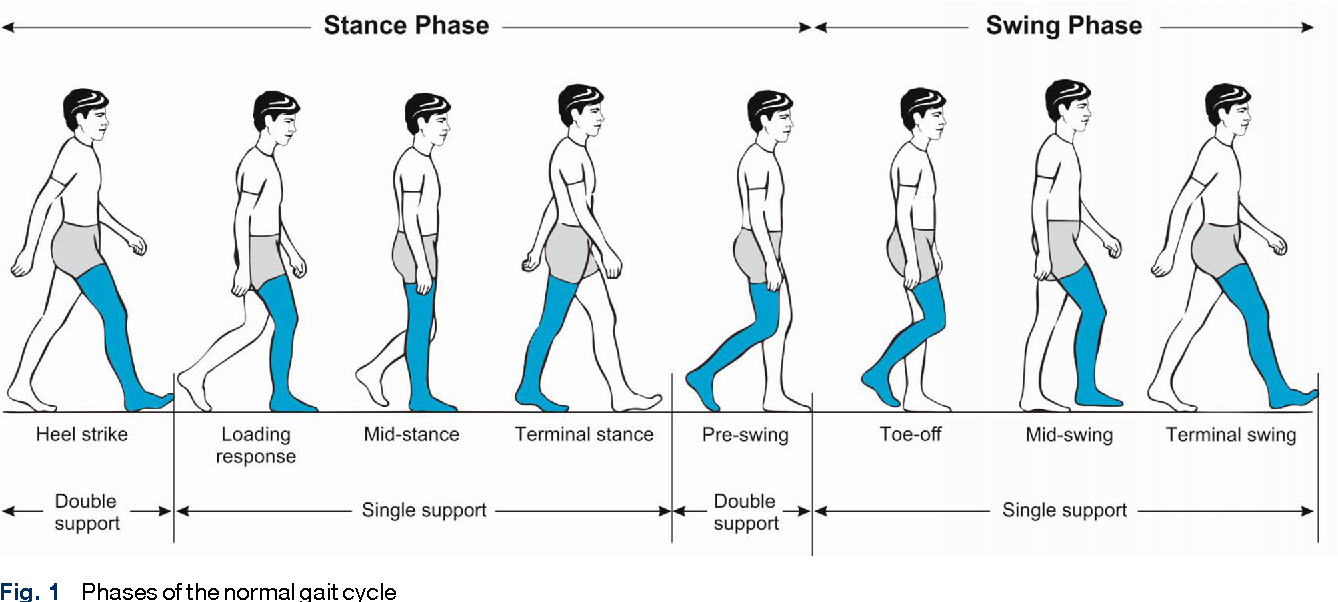 Stance Phase
Swing Phase
Heel strike
Loading
response
Mid-stance
Terminal stance
Pre-swing
Toe-off
Mid-swing
Terminal swing
Double
support
Single support
Double
support
Single support
Fig. 1 Phases of the normal gait cycle